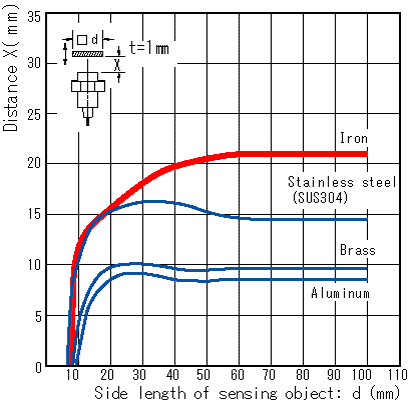 Distance X( mm)
35
30
25
20
15
10
5
0
□ d
t=1mm
X
Iron
Stainless steel
(SUS304)
Brass
Aluminum
10 20 30 40 50 60 70 80 90 100 110
Side length of sensing object: d (mm)